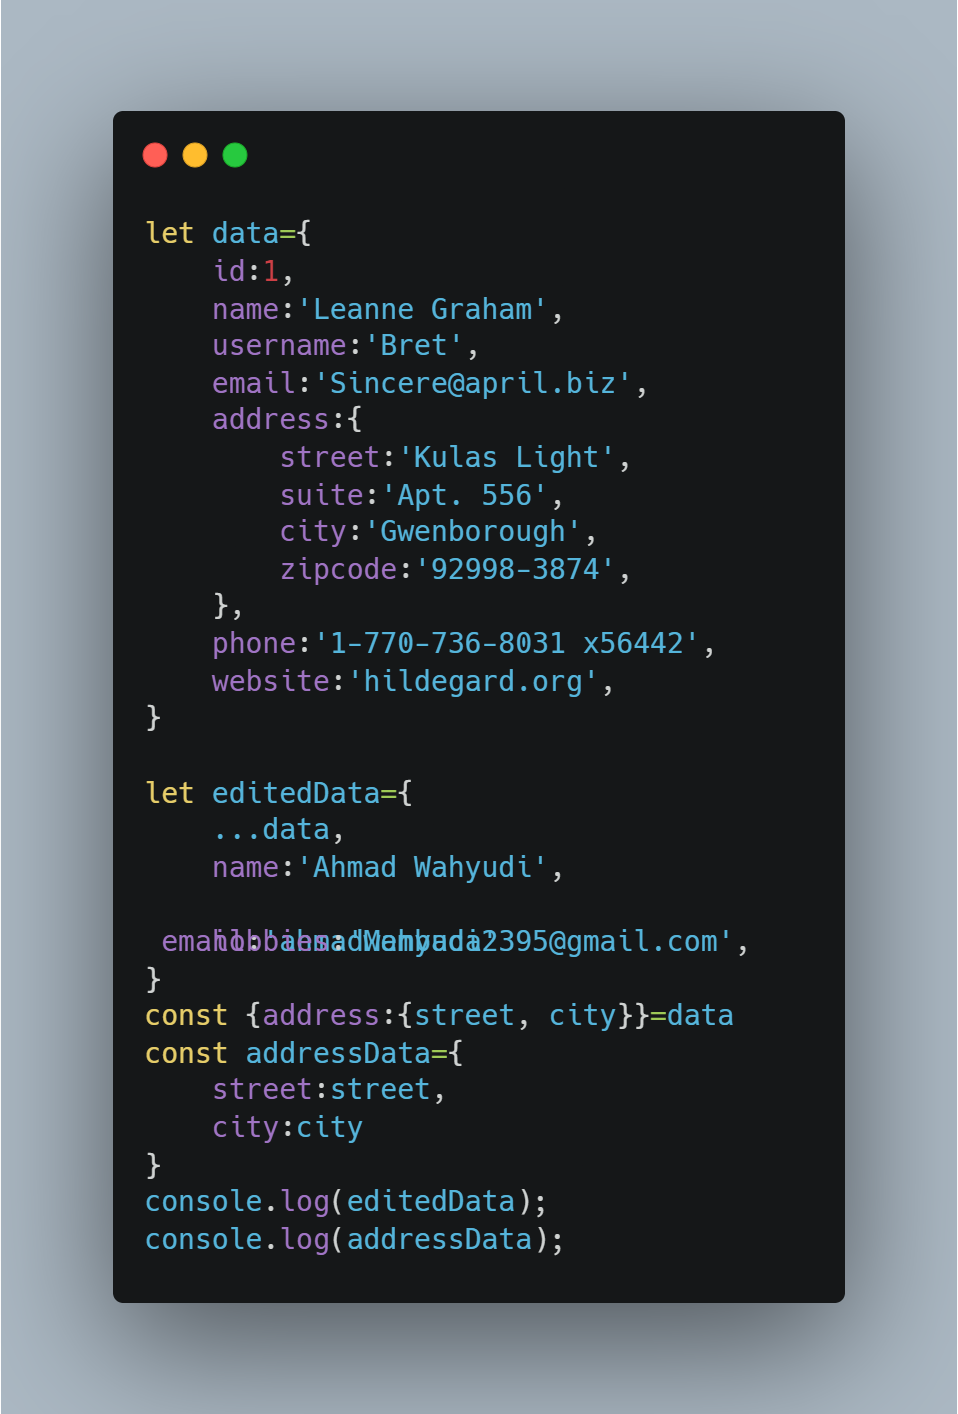 let data={
id:1,
name:'Leanne Graham',
username:'Bret',
email:'Sincere@april.biz',
address:{
street:'Kulas Light',
suite:'Apt. 556',
city:'Gwenborough',
zipcode:'92998-3874',
},
phone:'1-770-736-8031 x56442',
website:'hildegard.org',
}
let editedData={
...data,
name:'Ahmad Wahyudi',
2395@gmail.com',
}
const {address:{street, city}}=data
const addressData={
street:street,
city:city
}
console.log(editedData);
console.log(addressData);